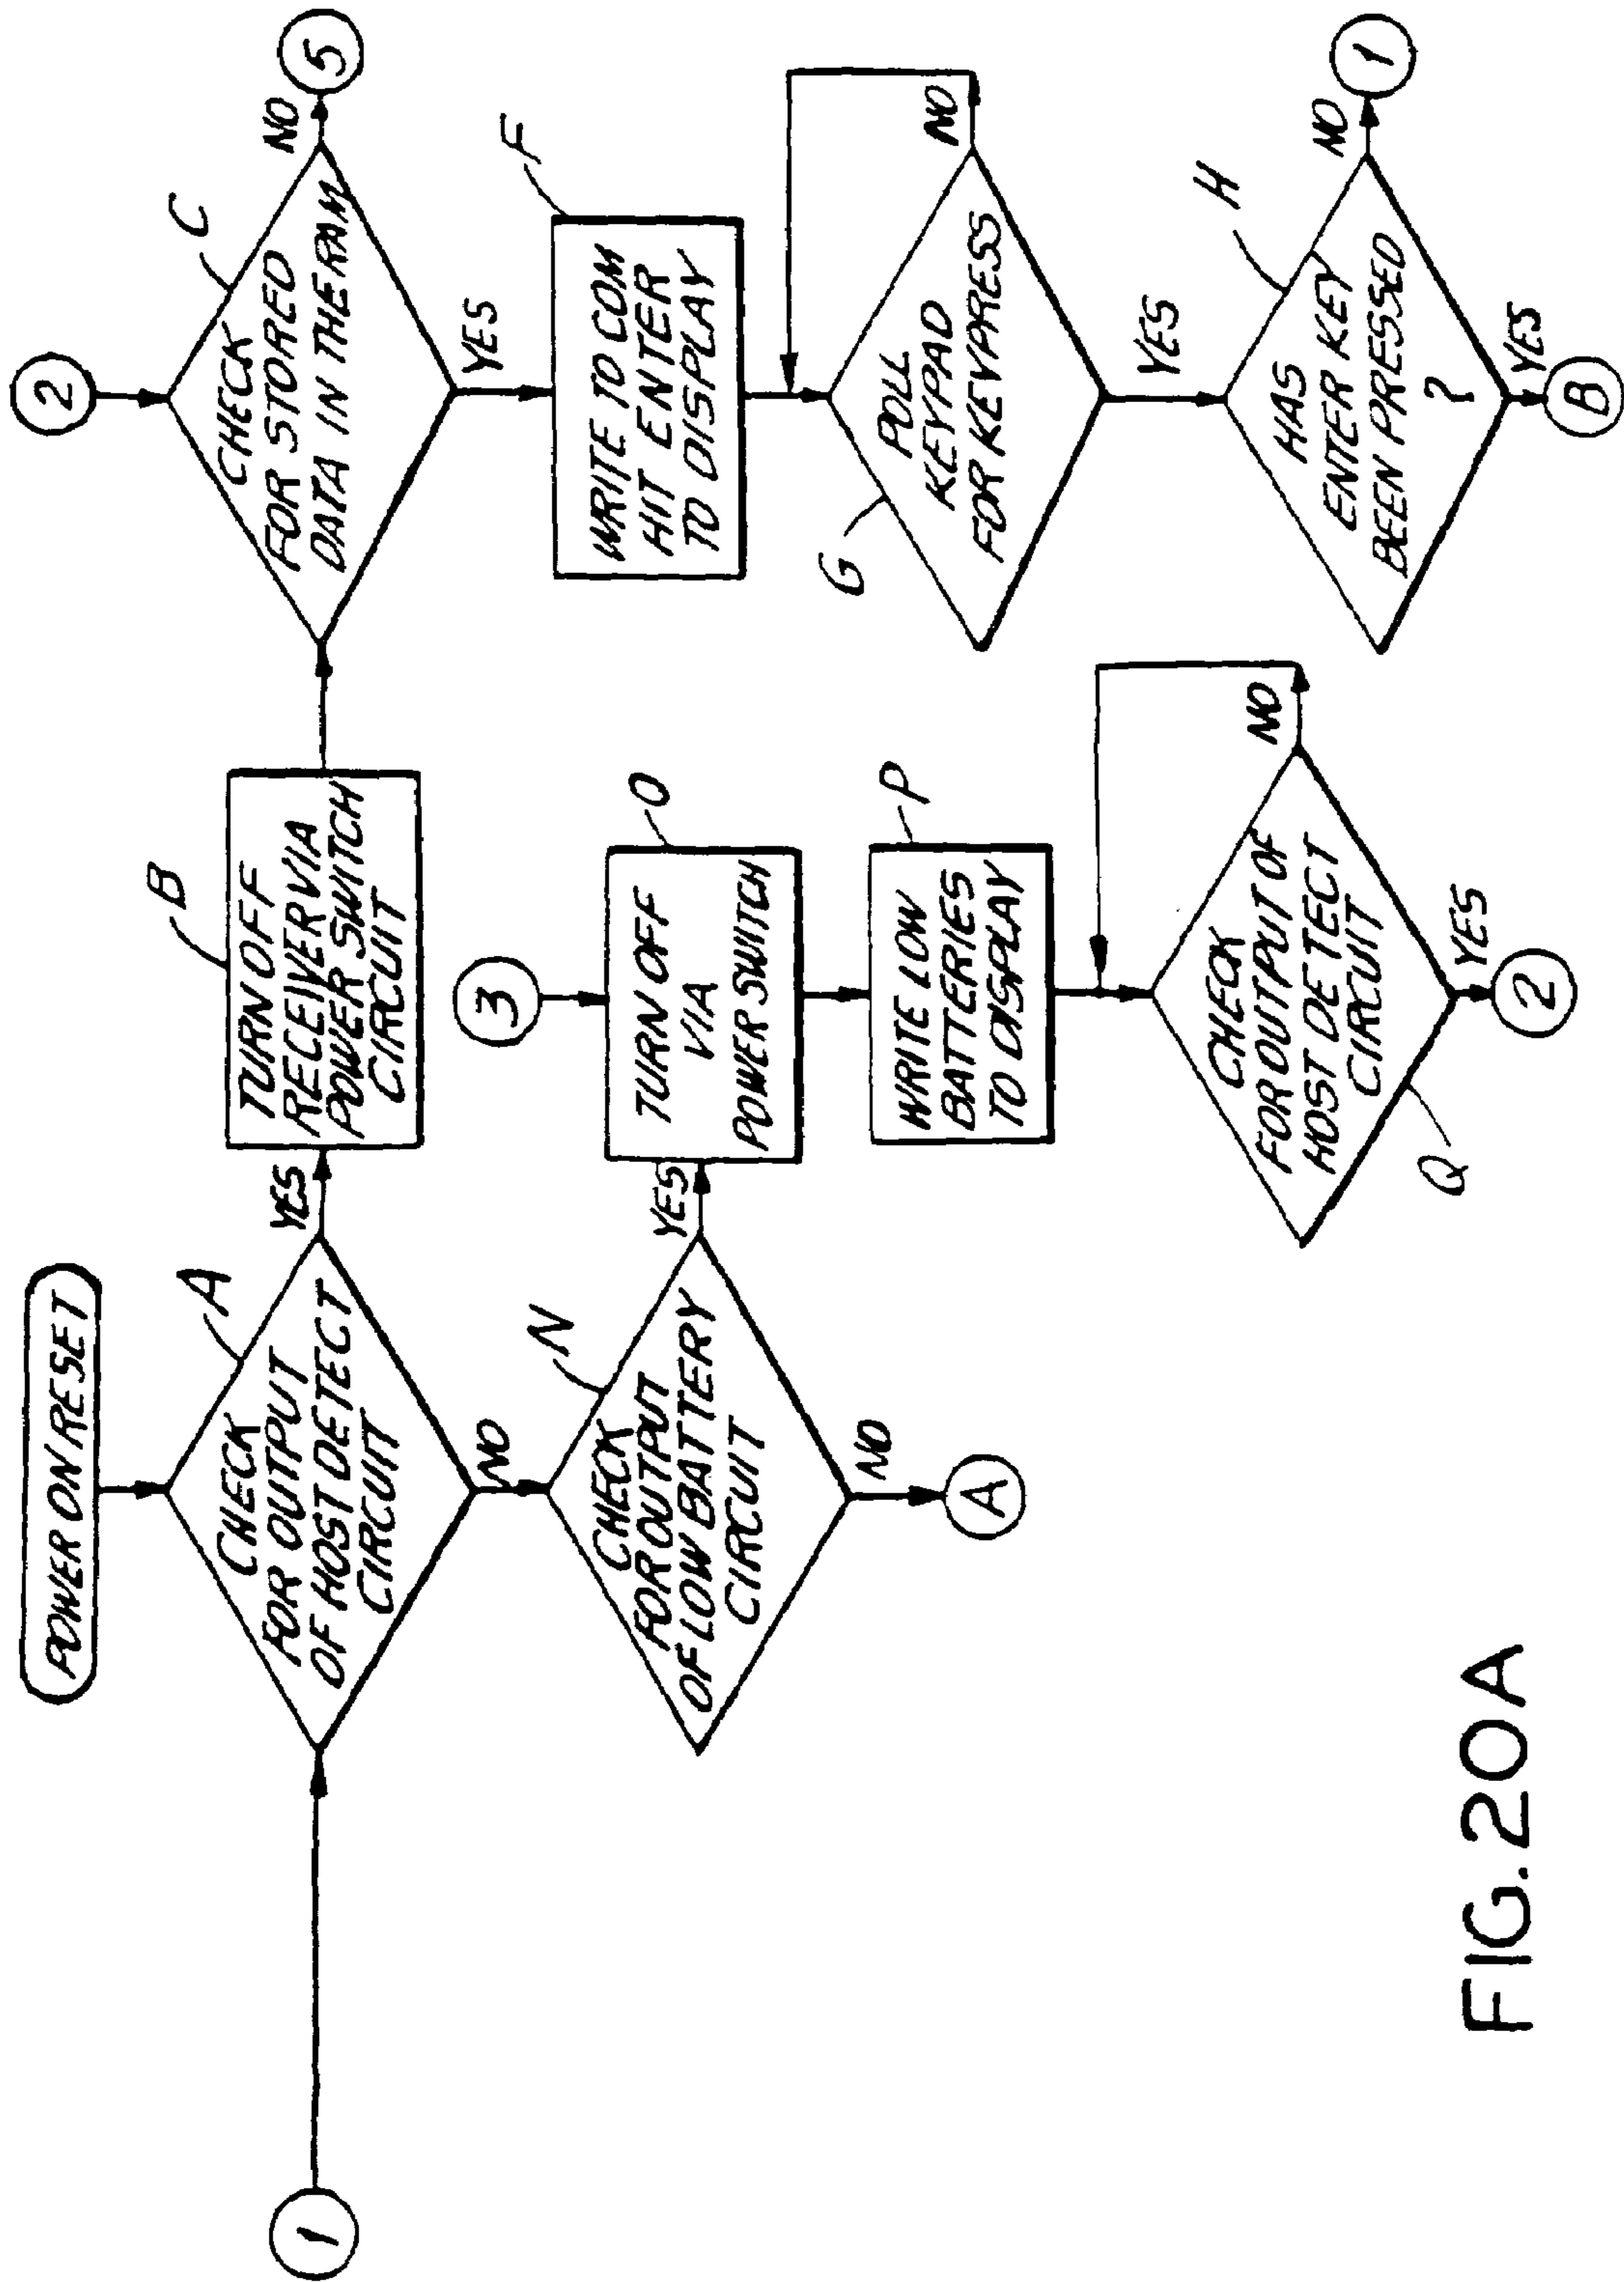 POWER ON RESET
1
A
CHECK
FOR OUTPUT
OF HOST DETECT
CIRCUIT
YES
NO
B
TURN OFF
RECEIVER VIA
POWER SWITCH
CIRCUIT
2
C
CHECK
FOR STORED
DATA IN THE RAM
NO
5
YES
N
CHECK
FOR OUTPUT
OF LOW BATTERY
CIRCUIT
YES
NO
A
3
O
TURN OFF
VIA
POWER SWITCH
P
WRITE LOW
BATTERIES
TO DISPLAY
Q
CHECK
FOR OUTPUT OF
HOST DETECT
CIRCUIT
NO
YES
2
F
WRITE TO COM
HIT ENTER
TO DISPLAY
G
POLL
KEYPAD
FOR KEYPRESS
NO
YES
H
HAS
ENTER KEY
BEEN PRESSED
?
NO
1
YES
B
FIG. 20A